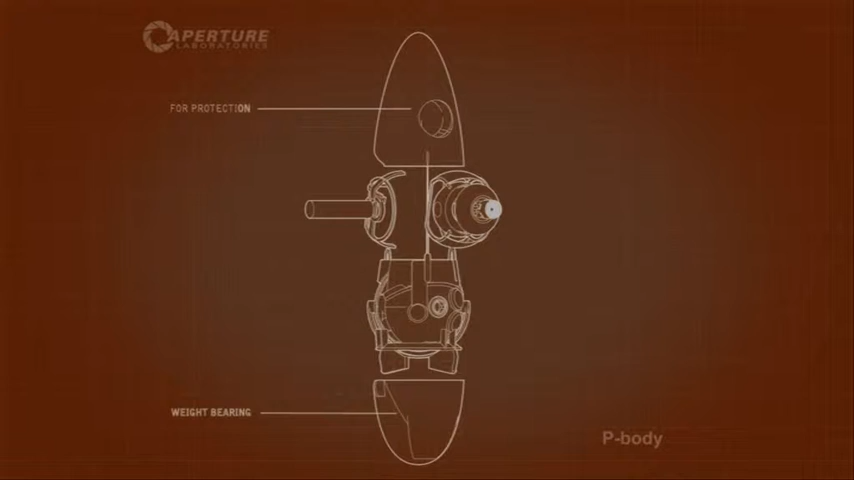 APERTURE
LABORATORIES
FOR PROTECTION
WEIGHT BEARING
P-body